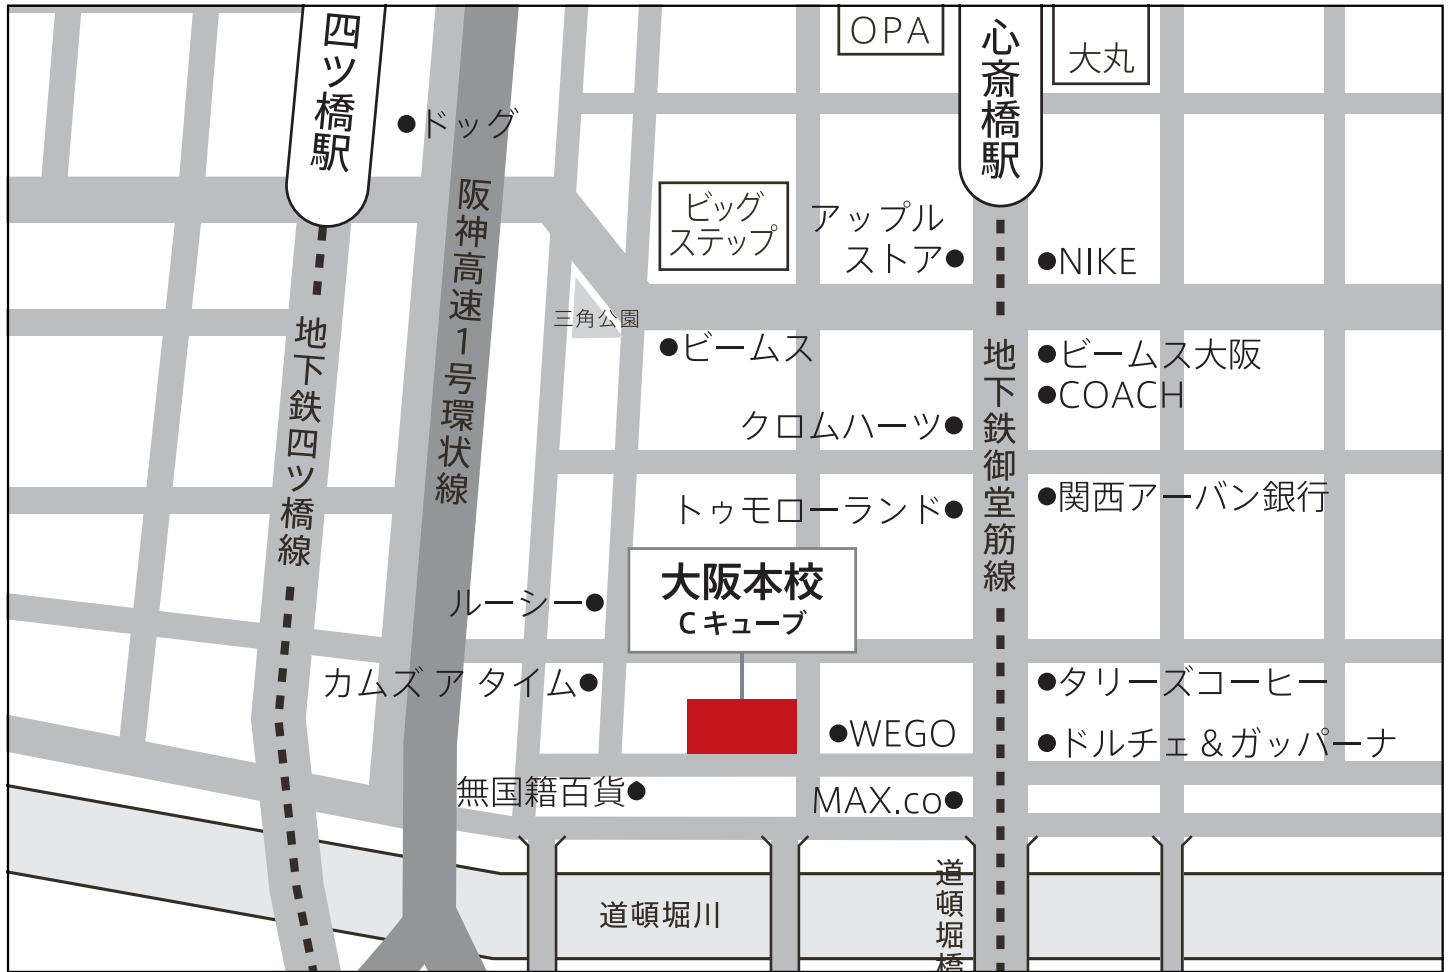 四ツ橋駅
OPA
心斎橋駅
大丸
ドッグ
阪神高速1号環状線
ビッグ
ステップ
アップル
ストア
NIKE
三角公園
地下鉄四ツ橋線
ビームス
地下鉄御堂筋線
ビームス大阪
COACH
クロムハーツ
トゥモローランド
関西アーバン銀行
大阪本校
C キューブ
ルーシー
カムズ ア タイム
タリーズコーヒー
WEGO
ドルチェ & ガッパーナ
無国籍百貨
MAX.co
道頓堀川
道頓堀橋